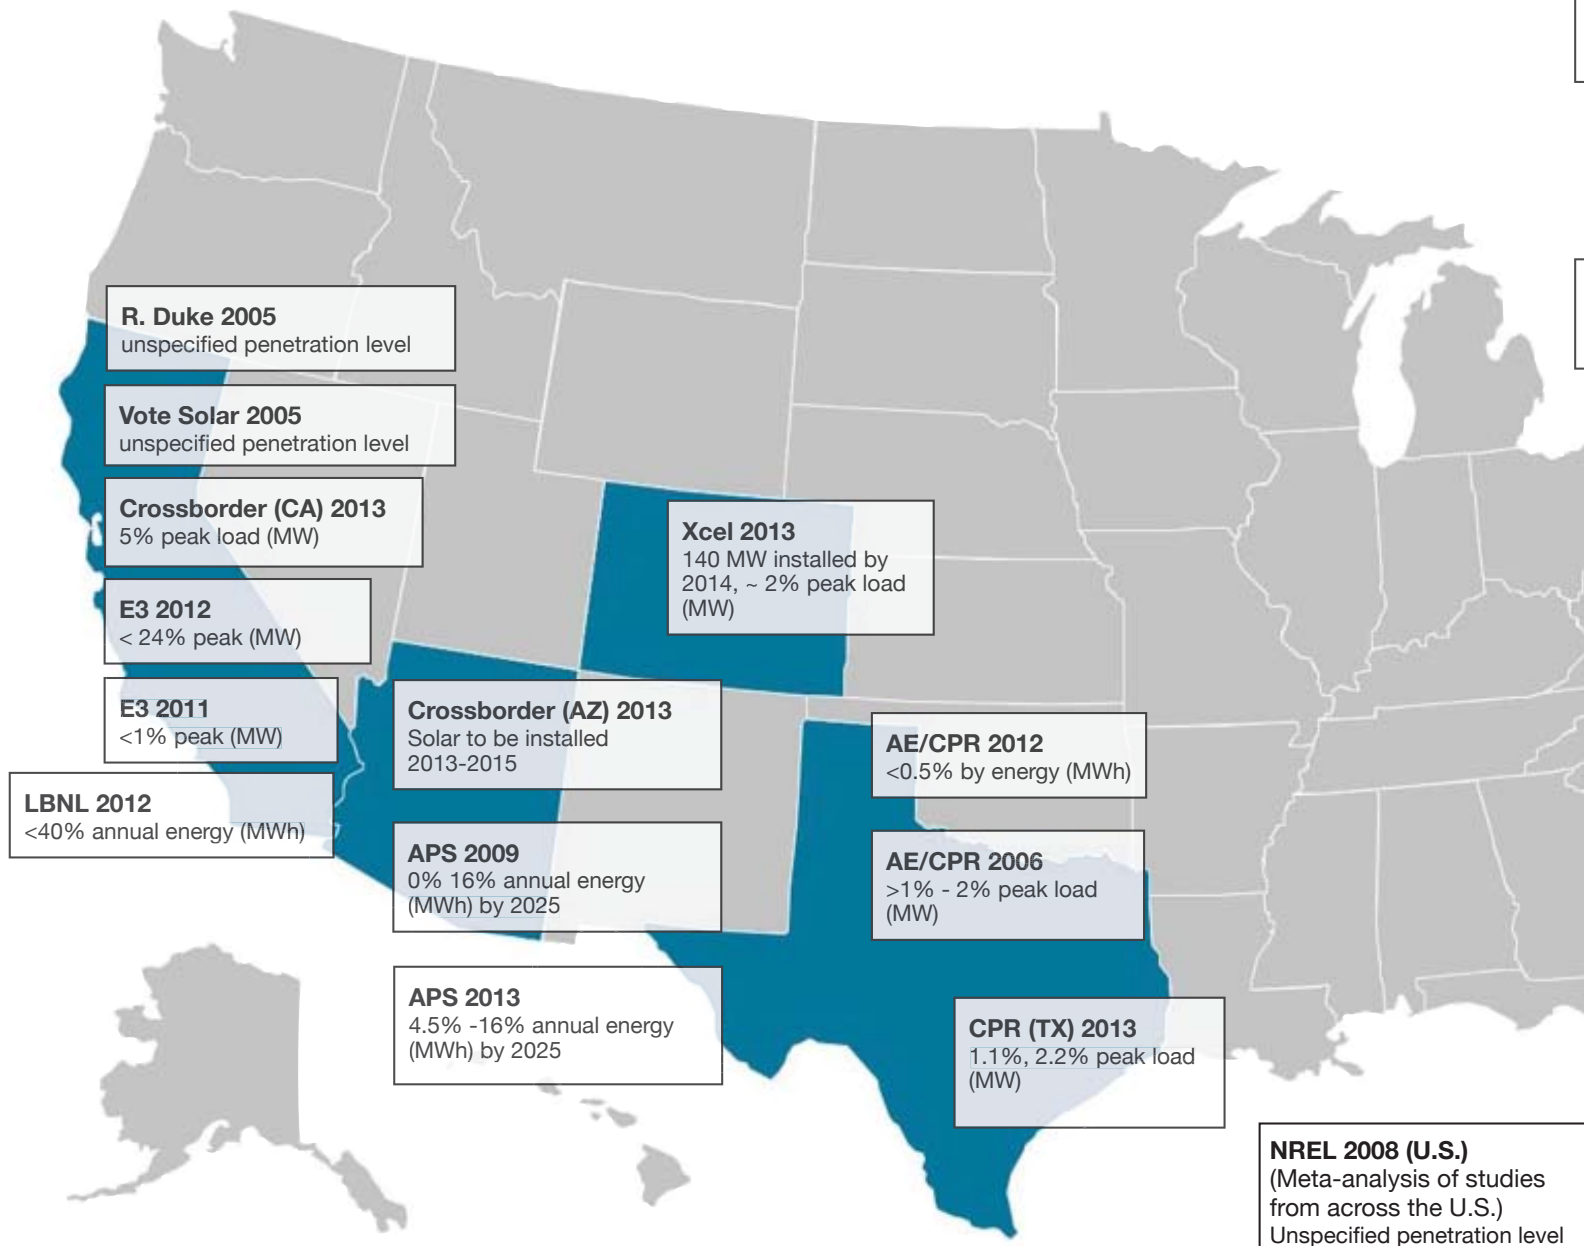 R. Duke 2005
unspecified penetration level
Vote Solar 2005
unspecified penetration level
Crossborder (CA) 2013
5% peak load (MW)
E3 2012
< 24% peak (MW)
E3 2011
<1% peak (MW)
LBNL 2012
<40% annual energy (MWh)
Xcel 2013
140 MW installed by
2014, ~ 2% peak load
(MW)
Crossborder (AZ) 2013
Solar to be installed
2013-2015
APS 2009
0% 16% annual energy
(MWh) by 2025
APS 2013
4.5% -16% annual energy
(MWh) by 2025
AE/CPR 2012
<0.5% by energy (MWh)
AE/CPR 2006
>1% - 2% peak load
(MW)
CPR (TX) 2013
1.1%, 2.2% peak load
(MW)
NREL 2008 (U.S.)
(Meta-analysis of studies
from across the U.S.)
Unspecified penetration level